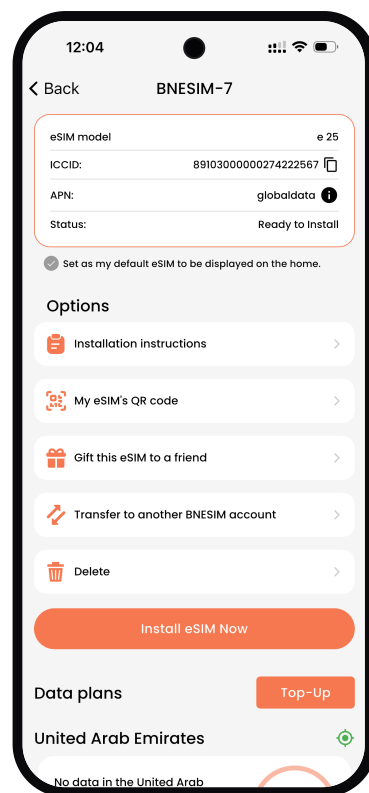 12:04
Back
BNESIM-7
eSIM model e 25
ICCID: 89103000000274222567
APN: globaldata
Status: Ready to Install
Set as my default eSIM to be displayed on the home.
Options
Installation instructions
My eSIM's QR code
Gift this eSIM to a friend
Transfer to another BNESIM account
Delete
Install eSIM Now
Data plans
Top-Up
United Arab Emirates
No data in the United Arab